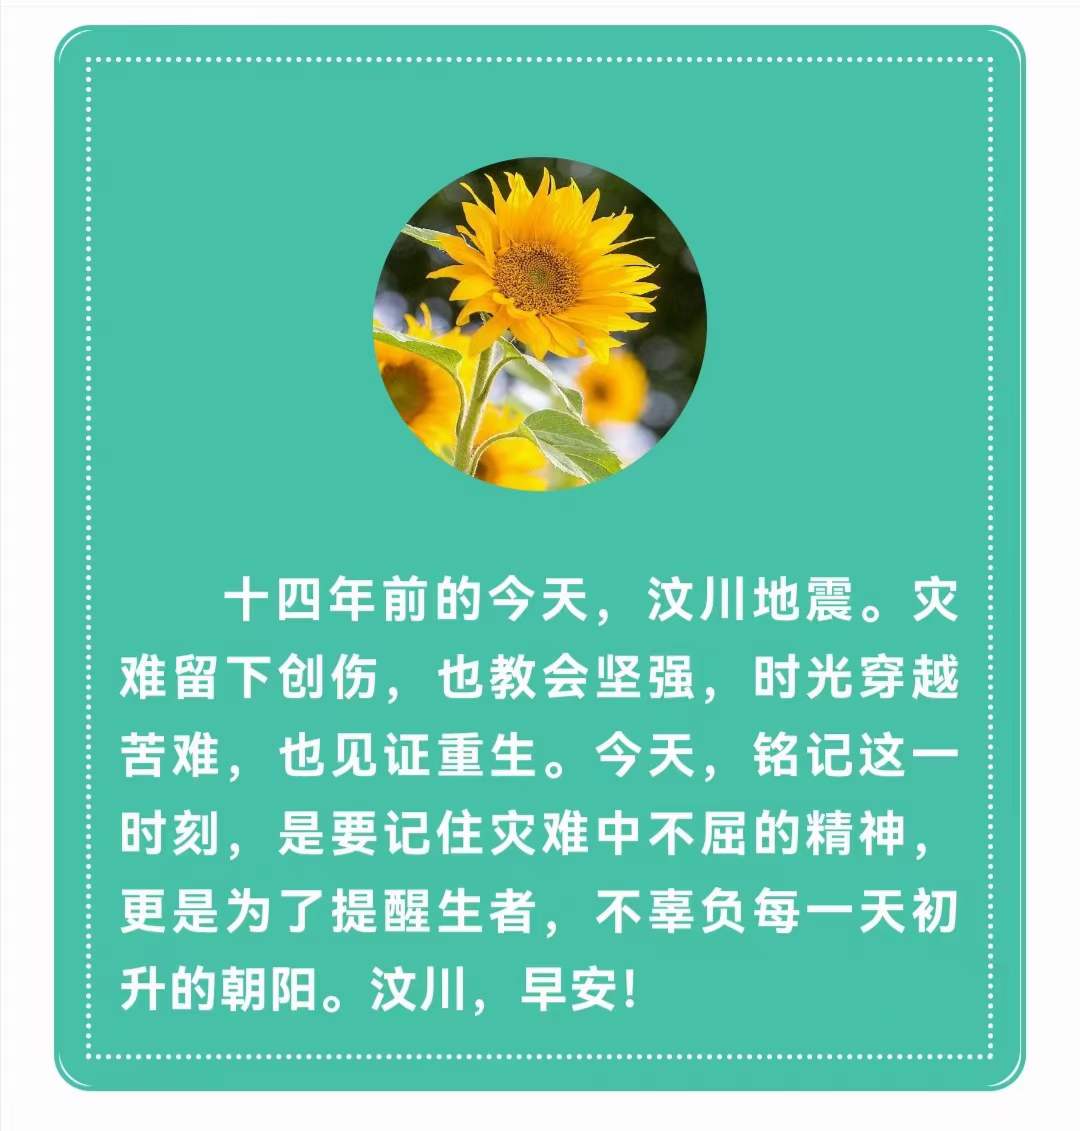 十四年前的今天，汶川地震。灾
难留下创伤，也教会坚强，时光穿越
苦难，也见证重生。今天，铭记这一
时刻，是要记住灾难中不屈的精神，
更是为了提醒生者，不辜负每一天初
升的朝阳。汶川，早安!